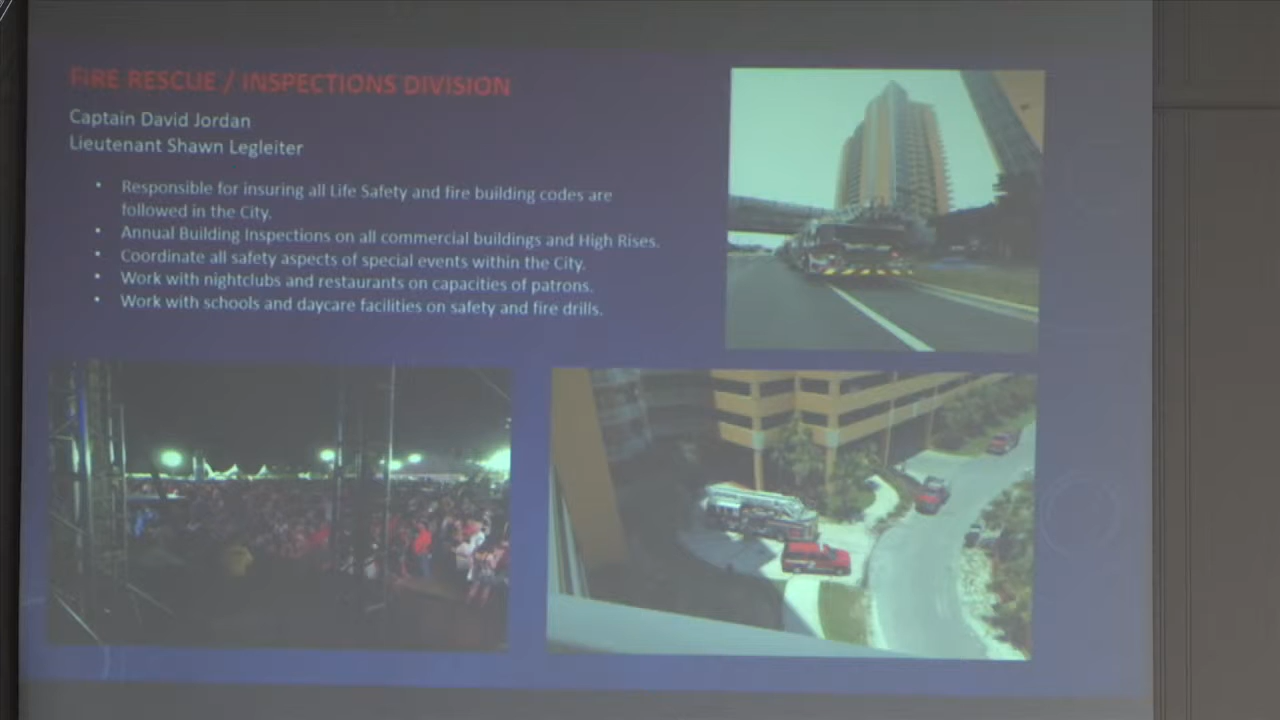 FIRE RESCUE / INSPECTIONS DIVISION
Captain David Jordan
Lieutenant Shawn Legleiter
• Responsible for insuring all Life Safety and fire building codes are
followed in the City.
• Annual Building Inspections on all commercial buildings and High Rises.
• Coordinate all safety aspects of special events within the City.
• Work with nightclubs and restaurants on capacities of patrons.
• Work with schools and daycare facilities on safety and fire drills.